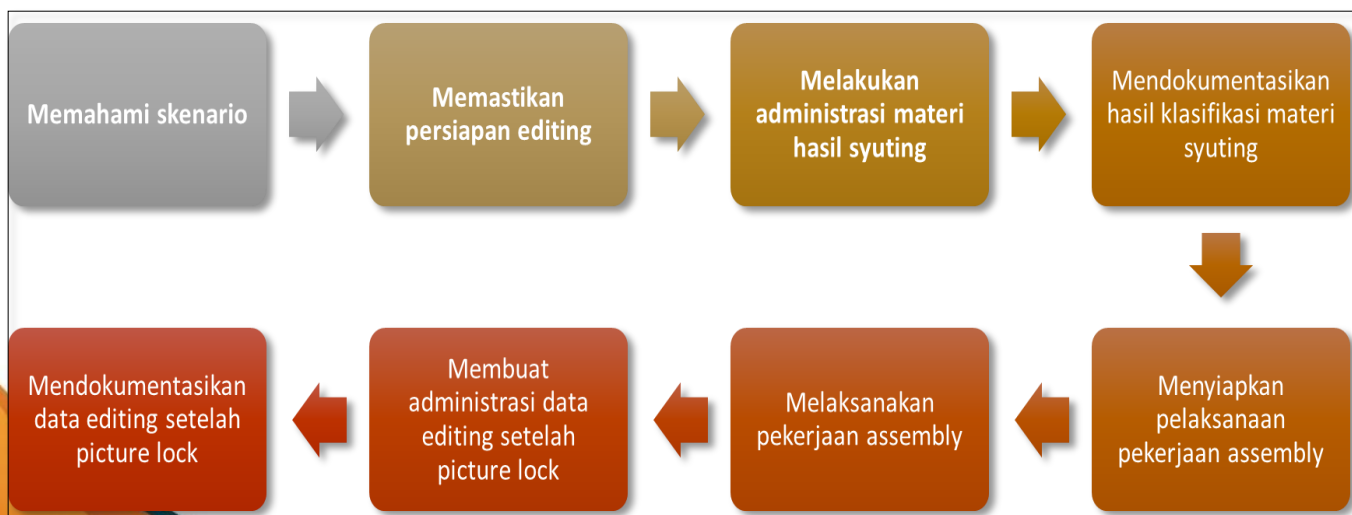 Memahami skenario
Memastikan
persiapan editing
Melakukan
administrasi materi
hasil syuting
Mendokumentasikan
hasil klasifikasi materi
syuting
Menyiapkan
pelaksanaan
pekerjaan assembly
Melaksanakan
pekerjaan assembly
Membuat
administrasi data
editing setelah
picture lock
Mendokumentasikan
data editing setelah
picture lock